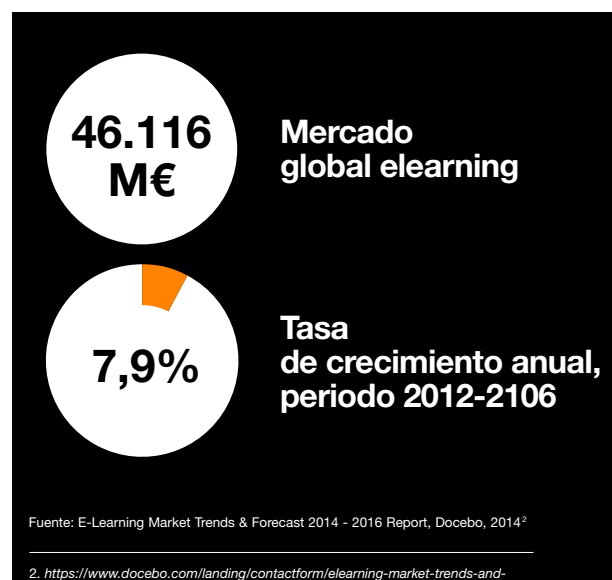 46.116
M€
Mercado
global elearning
7,9%
Tasa
de crecimiento anual,
periodo 2012-2106
Fuente: E-Learning Market Trends & Forecast 2014 - 2016 Report, Docebo, 2014²
2. https://www.docebo.com/landing/contactform/elearning-market-trends-and-